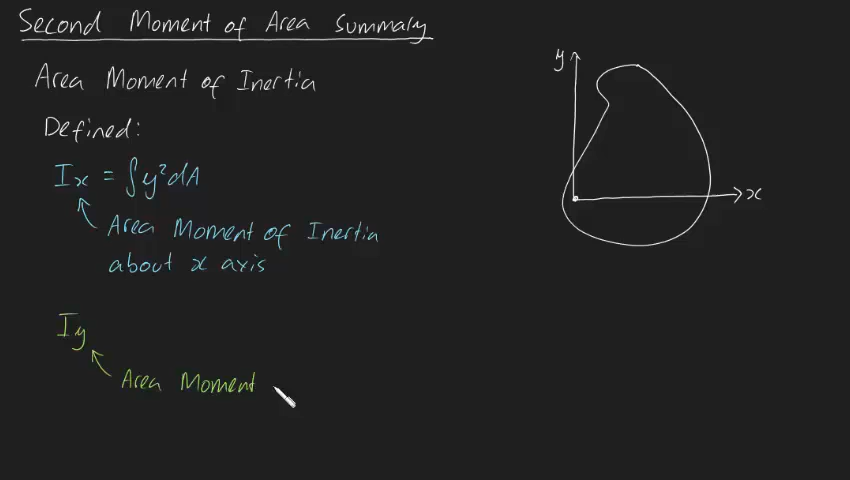 Second Moment of Area summary
Area Moment of Inertia
Defined:
Ix = ∫y²dA
Area Moment of Inertia
about x axis
Iy
Area Moment
y
x